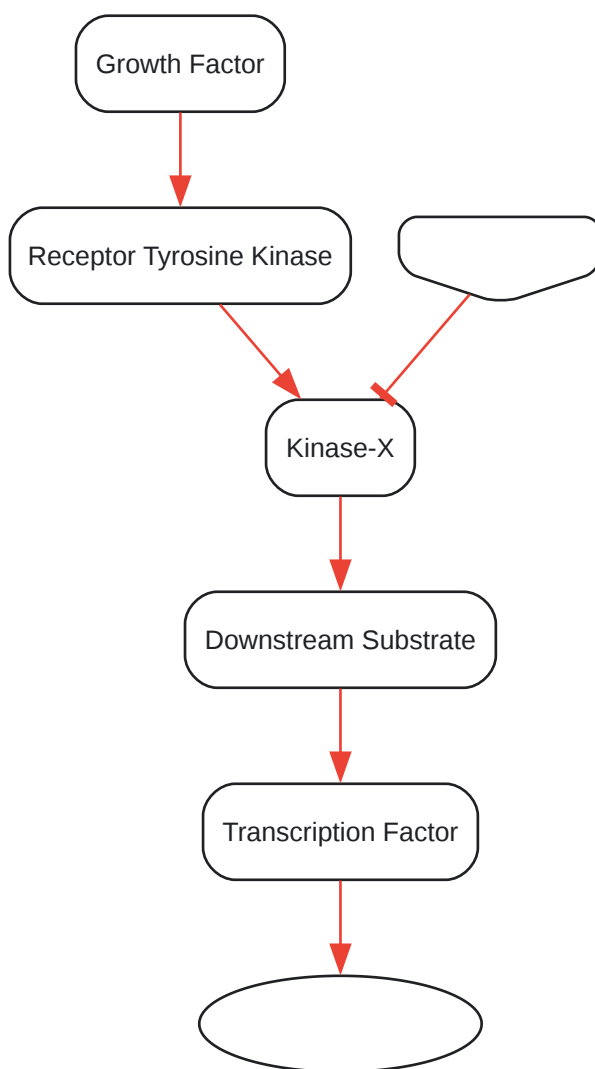 Growth Factor
Receptor Tyrosine Kinase
Kinase-X
Downstream Substrate
Transcription Factor